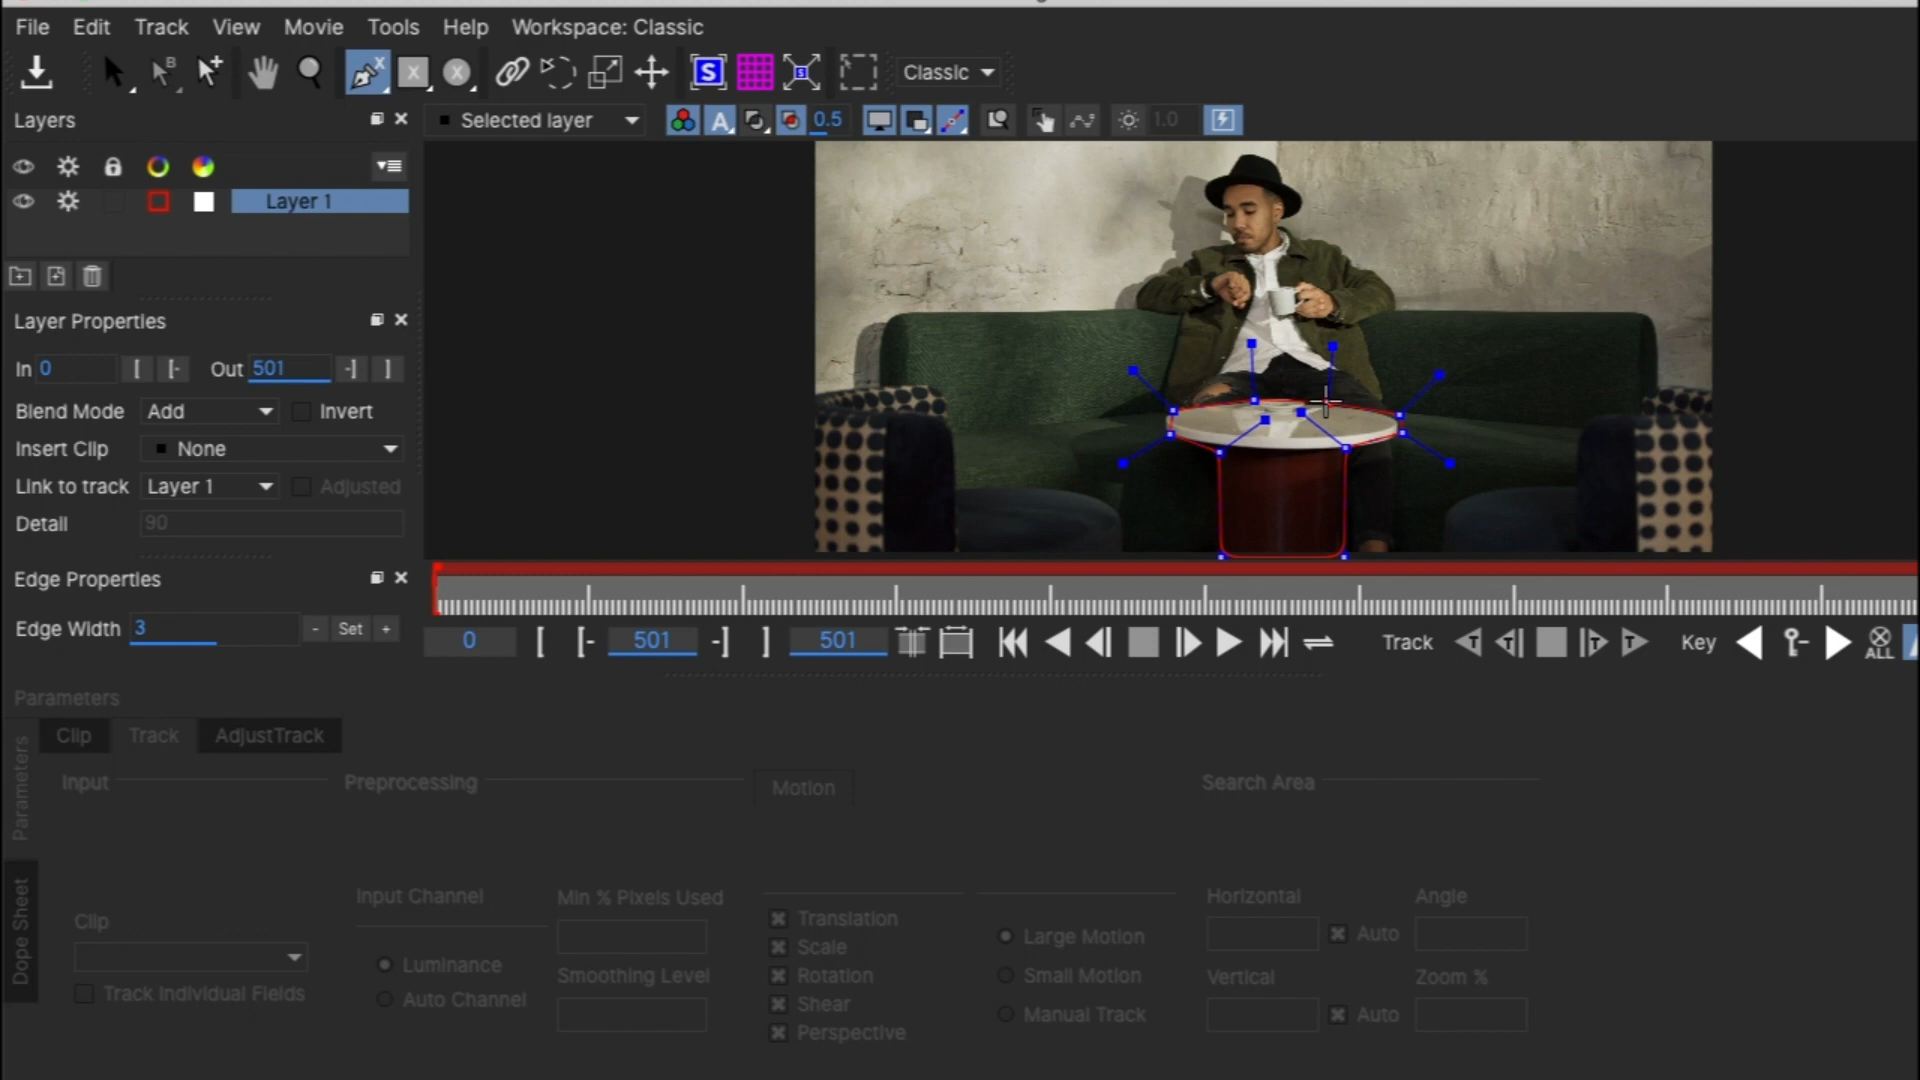 File Edit Track View Movie Tools Help Workspace: Classic
Classic
Layers
Selected layer
A
0.5
1.0
Layer 1
Layer Properties
In 0 [ [- Out 501 -] ]
Blend Mode Add Invert
Insert Clip None
Link to track Layer 1 Adjusted
Detail 90
Edge Properties
Edge Width 3 - Set +
0 [ [- 501 -] ] 501 Track T T T T Key ALL
Parameters
Clip Track AdjustTrack
Parameters
Dope Sheet
Input Preprocessing Motion Search Area
Clip
Track Individual Fields
Input Channel
Luminance
Auto Channel
Min % Pixels Used
Smoothing Level
Translation
Scale
Rotation
Shear
Perspective
Large Motion
Small Motion
Manual Track
Horizontal Angle
Auto
Vertical Zoom %
Auto